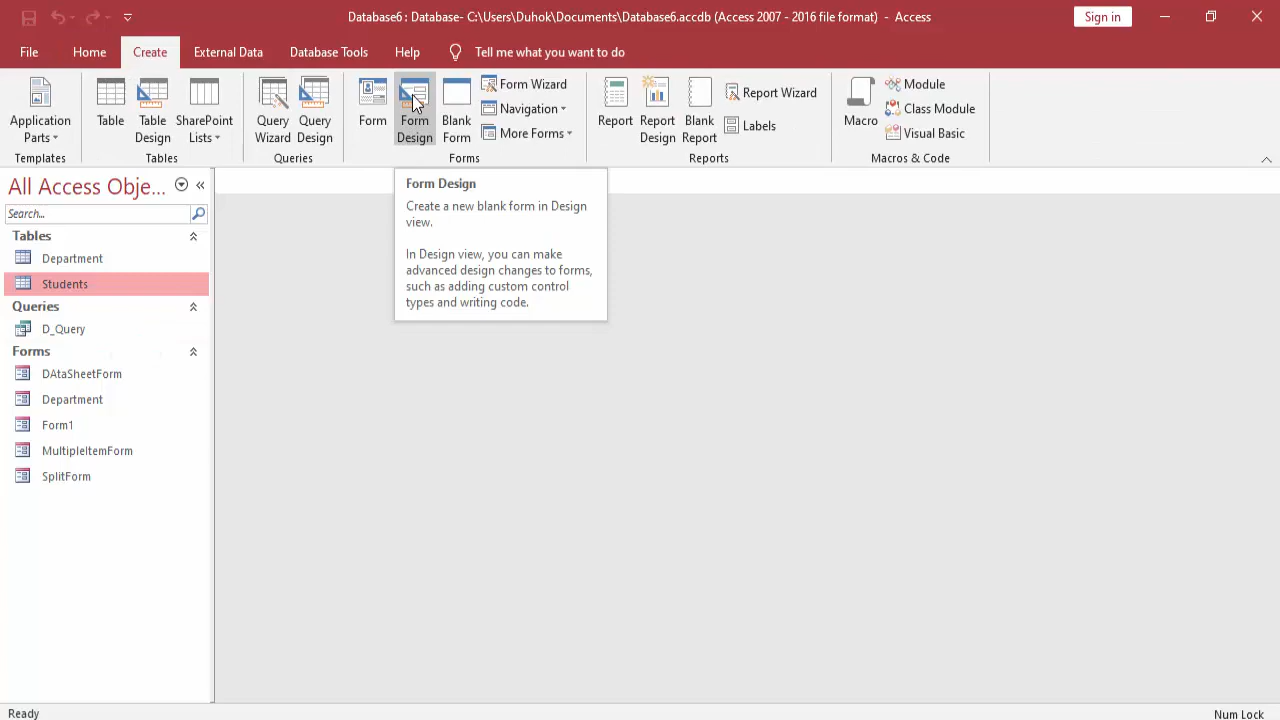 Database6 : Database- C:\Users\Duhok\Documents\Database6.accdb (Access 2007 - 2016 file format) - Access
Sign in
File
Home
Create
External Data
Database Tools
Help
Tell me what you want to do
Application
Parts
Templates
Table
Table
Design
SharePoint
Lists
Tables
Query
Wizard
Query
Design
Queries
Form
Form
Design
Blank
Form
Form Wizard
Navigation
More Forms
Forms
Report
Report
Design
Blank
Report
Report Wizard
Labels
Reports
Macro
Module
Class Module
Visual Basic
Macros & Code
All Access Obje...
Search...
Tables
Department
Students
Queries
D_Query
Forms
DAtaSheetForm
Department
Form1
MultipleItemForm
SplitForm
Form Design
Create a new blank form in Design
view.
In Design view, you can make
advanced design changes to forms,
such as adding custom control
types and writing code.
Ready
Num Lock